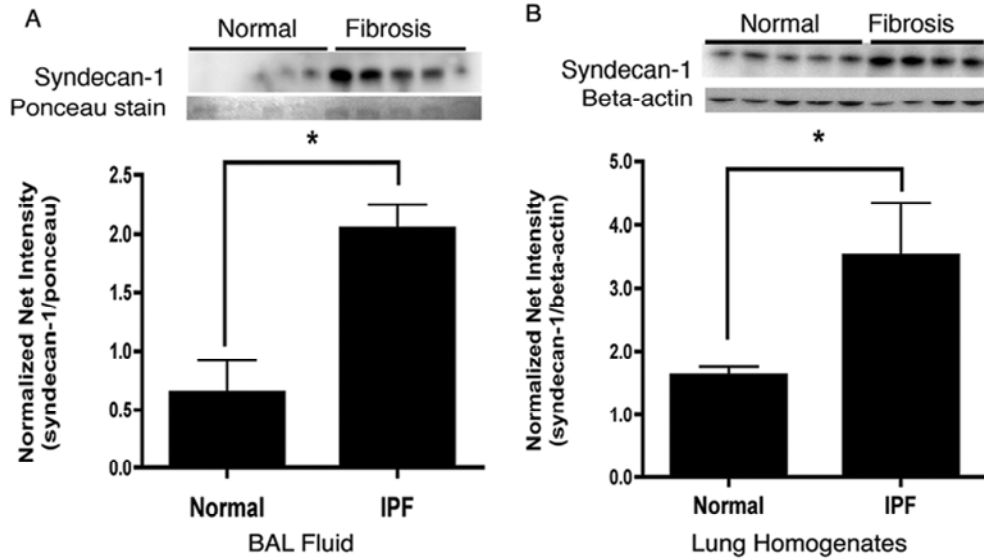 A
Normal Fibrosis
Syndecan-1
Ponceau stain
*
Normalized Net Intensity
(syndecan-1/ponceau)
2.5
2.0
1.5
1.0
0.5
0.0
Normal IPF
BAL Fluid
B
Normal Fibrosis
Syndecan-1
Beta-actin
*
Normalized Net Intensity
(syndecan-1/beta-actin)
5.0
4.0
3.0
2.0
1.0
0.0
Normal IPF
Lung Homogenates